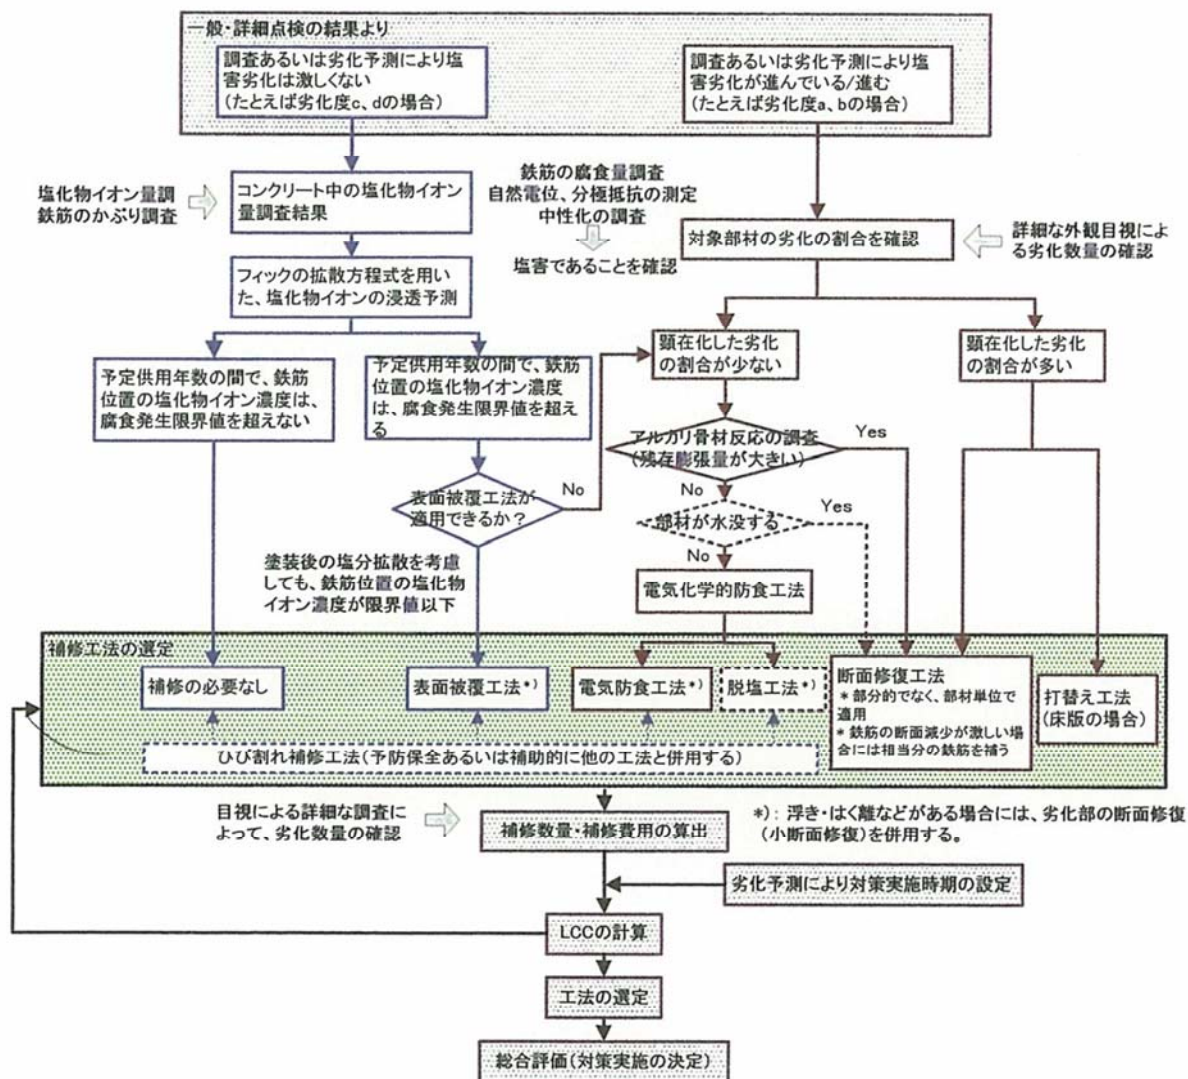 一般・詳細点検の結果より
調査あるいは劣化予測により塩
害劣化は激しくない
(たとえば劣化度c、dの場合)
調査あるいは劣化予測により塩
害劣化が進んでいる/進む
(たとえば劣化度a、bの場合)
塩化物イオン量調
鉄筋のかぶり調査
コンクリート中の塩化物イオン
量調査結果
鉄筋の腐食量調査
自然電位、分極抵抗の測定
中性化の調査
塩害であることを確認
対象部材の劣化の割合を確認
詳細な外観目視によ
る劣化数量の確認
フィックの拡散方程式を用い
た、塩化物イオンの浸透予測
予定供用年数の間で、鉄筋
位置の塩化物イオン濃度は、
腐食発生限界値を超えない
予定供用年数の間で、鉄筋
位置の塩化物イオン濃度
は、腐食発生限界値を超え
る
顕在化した劣化
の割合が少ない
顕在化した劣化
の割合が多い
アルカリ骨材反応の調査
(残存膨張量が大きい)
Yes
No
表面被覆工法が
適用できるか?
No
部材が水没する
Yes
No
塗装後の塩分拡散を考慮
しても、鉄筋位置の塩化物
イオン濃度が限界値以下
電気化学的防食工法
補修工法の選定
補修の必要なし
表面被覆工法*)
電気防食工法*)
脱塩工法*)
断面修復工法
*部分的でなく、部材単位で
適用
*鉄筋の断面減少が激しい場
合には相当分の鉄筋を補う
打替え工法
(床版の場合)
ひび割れ補修工法(予防保全あるいは補助的に他の工法と併用する)
目視による詳細な調査に
よって、劣化数量の確認
補修数量・補修費用の算出
*): 浮き・はく離などがある場合には、劣化部の断面修復
(小断面修復)を併用する。
劣化予測により対策実施時期の設定
LCCの計算
工法の選定
総合評価(対策実施の決定)